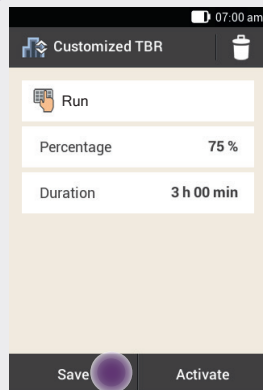 07:00 am
Customized TBR
Run
Percentage 75 %
Duration 3 h 00 min
Save Activate